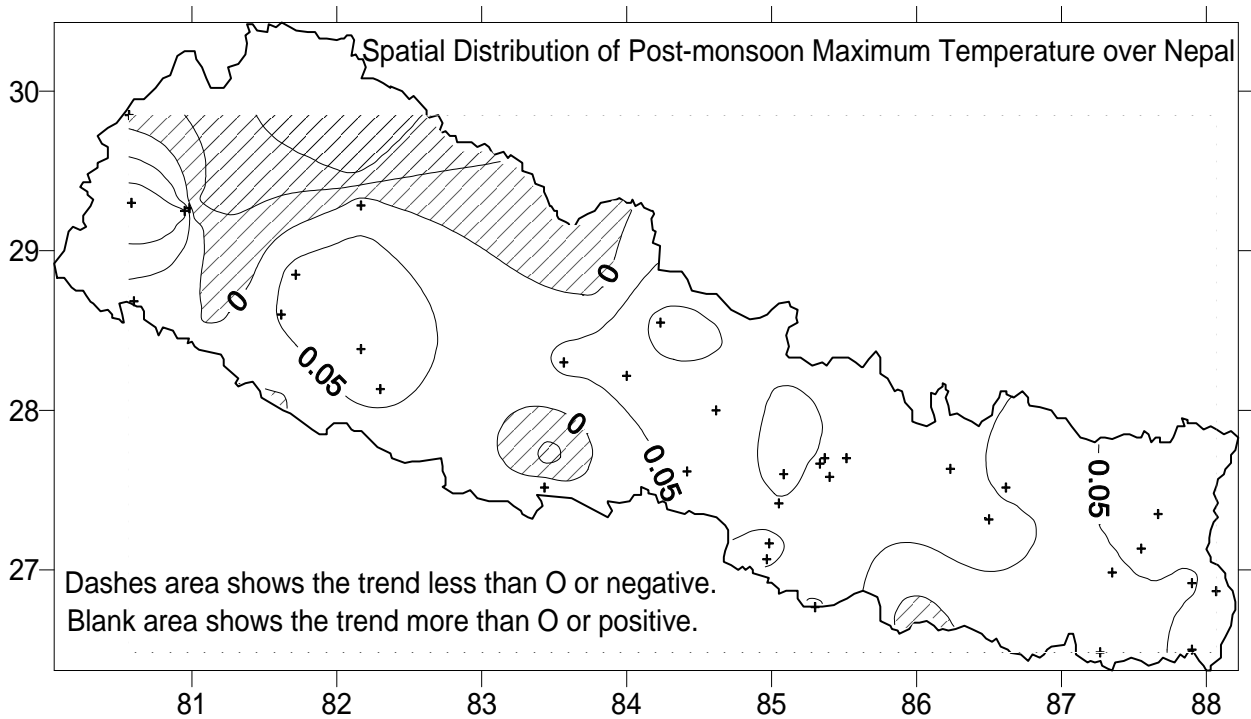 Spatial Distribution of Post-monsoon Maximum Temperature over Nepal
30
29
0
0
28
0.05
0
0.05
0.05
27
Dashes area shows the trend less than O or negative.
Blank area shows the trend more than O or positive.
81 82 83 84 85 86 87 88